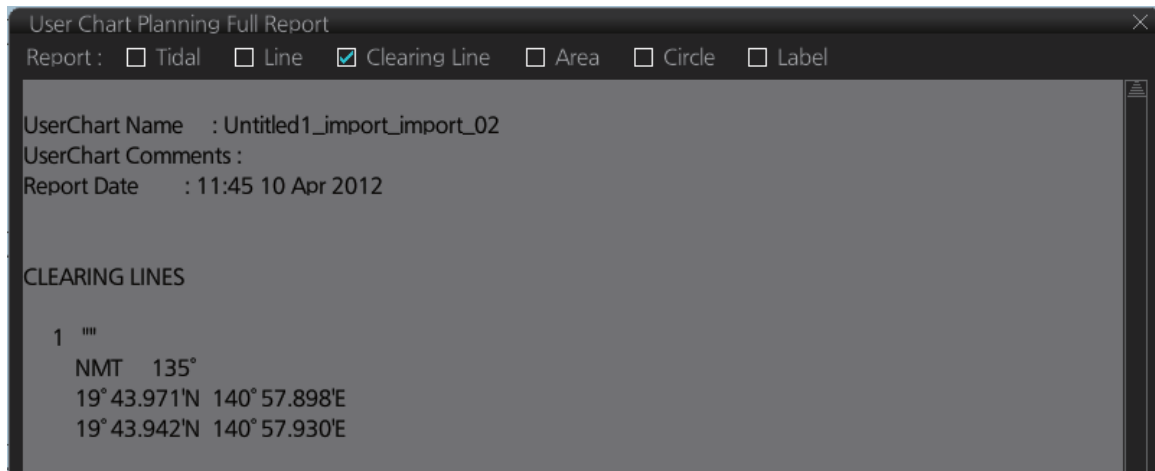 User Chart Planning Full Report
Report : Tidal Line Clearing Line Area Circle Label
UserChart Name : Untitled1_import_import_02
UserChart Comments :
Report Date : 11:45 10 Apr 2012
CLEARING LINES
1 ""
NMT 135°
19° 43.971'N 140° 57.898'E
19° 43.942'N 140° 57.930'E